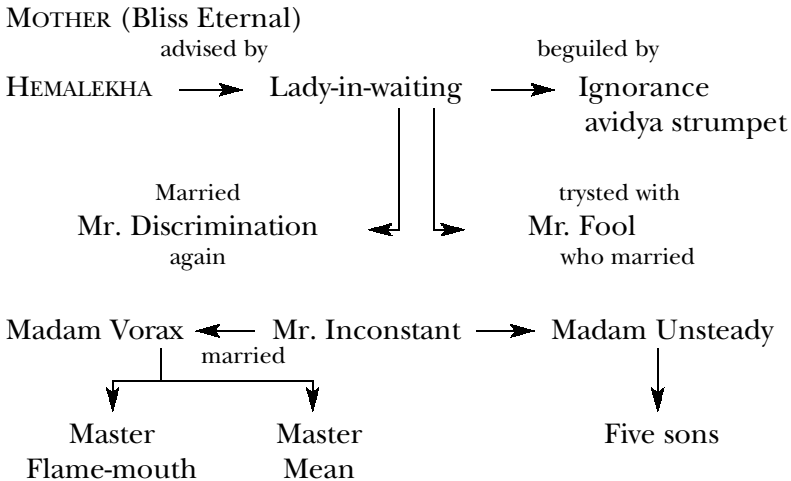 MOTHER (Bliss Eternal)
advised by
beguiled by
HEMALEKHA
Lady-in-waiting
Ignorance
avidya strumpet
Married
trysted with
Mr. Discrimination
Mr. Fool
again
who married
Madam Vorax
Mr. Inconstant
Madam Unsteady
married
Master
Flame-mouth
Master
Mean
Five sons